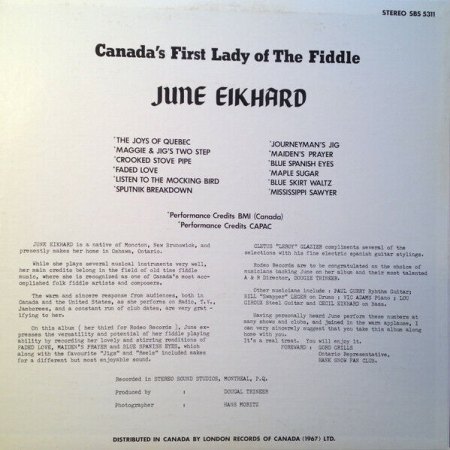 STEREO SBS 5311
Canada's First Lady of The Fiddle
JUNE EIKHARD
*THE JOYS OF QUEBEC
*MAGGIE & JIG'S TWO STEP
*CROOKED STOVE PIPE
*FADED LOVE
*LISTEN TO THE MOCKING BIRD
*SPUTNIK BREAKDOWN
*JOURNEYMAN'S JIG
*MAIDEN'S PRAYER
*BLUE SPANISH EYES
*MAPLE SUGAR
*BLUE SKIRT WALTZ
*MISSISSIPPI SAWYER
*Performance Credits BMI (Canada)
*Performance Credits CAPAC
JUNE EIKHARD is a native of Moncton, New Brunswick, and
presently makes her home in Oshawa, Ontario.
While she plays several musical instruments very well,
her main credits belong in the field of old time fiddle
music, where she is recognized as one of Canada's most acc-
omplished folk fiddle artists and composers.
The warm and sincere response from audiences, both in
Canada and the United States, as performer on Radio, T.V.,
Jamborees, and a constant run of club dates, are very grat -
ifying to her.
On this album ( her third for Rodeo Records ), June ex-
presses the versatility and potential of her fiddle playing
ability by recording her lovely and stirring renditions of
FADED LOVE, MAIDEN'S PRAYER and BLUE SPANISH EYES, which
along with the favourite "Jigs" and "Reels" included makes
for a different but most enjoyable sound.
CLETUS "LEROY" GLAZIER compliments several of the
selections with his fine electric spanish guitar stylings.
Rodeo Records are to be congratulated on the choice of
musicians backing June on her album and their most talented
A & R Director, DOUGLE TRINKER.
Other musicians include : PAUL GURRY Rhythm Guitar;
BILL "Swapper" LEGER on Drums ; VIC ADAMS Piano ; LOU
Steel Guitar and CECIL EIKHARD on bass.
Having personally heard June perform these numbers at
many shows and clubs, and joined in the warm applause, I
can very sincerely suggest that you take this album along
home with you.
It's a real treat. You will enjoy it.
FOREWARD : GORD CRILLS
Ontario Representative,
HANK SNOW FAN CLUB.
Recorded in STEREO SOUND STUDIOS, MONTREAL, P.Q.
Produced by : DOUGAL TRINEER
Photographer : HANS MORITZ
DISTRIBUTED IN CANADA BY LONDON RECORDS OF CANADA (1967) LTD.